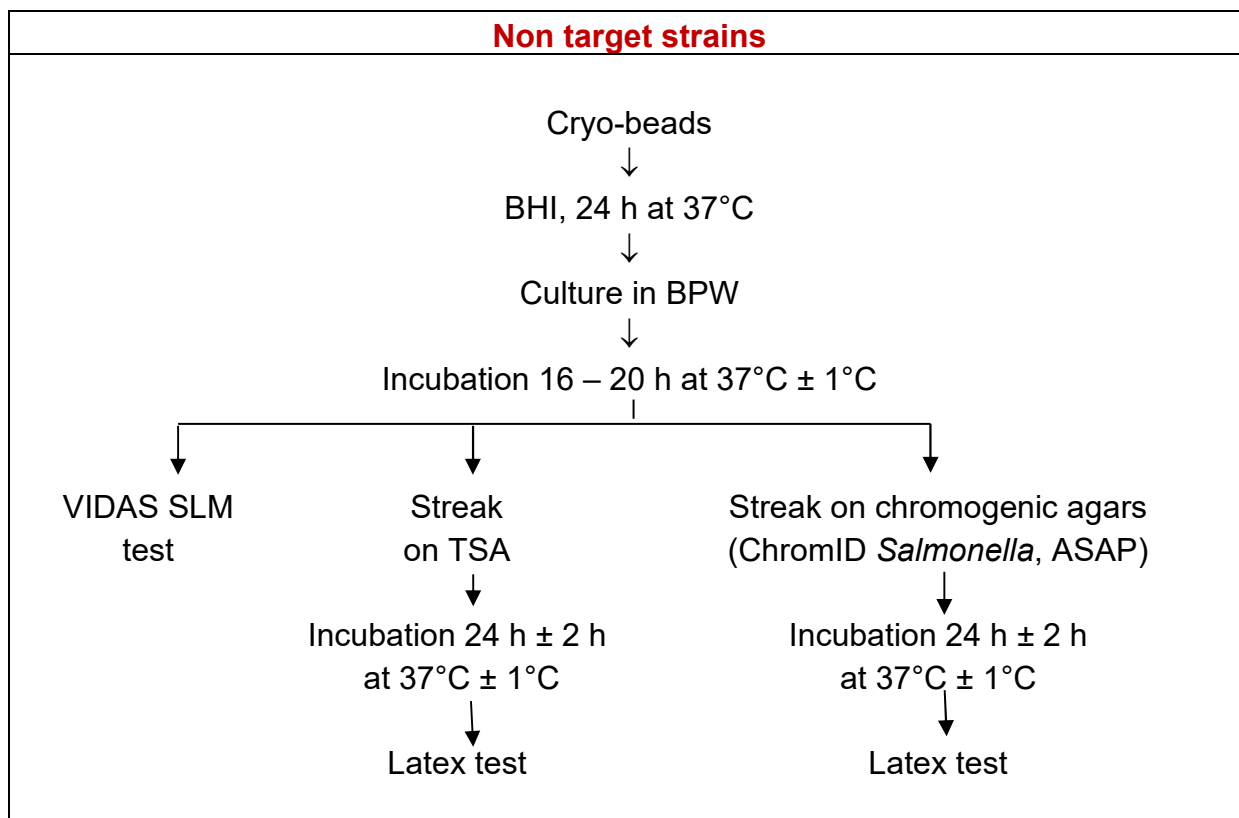 Non target strains
Cryo-beads
↓
BHI, 24 h at 37°C
↓
Culture in BPW
↓
Incubation 16 – 20 h at 37°C ± 1°C
VIDAS SLM
test
Streak
on TSA
Streak on chromogenic agars
(ChromID Salmonella, ASAP)
Incubation 24 h ± 2 h
at 37°C ± 1°C
Incubation 24 h ± 2 h
at 37°C ± 1°C
Latex test
Latex test